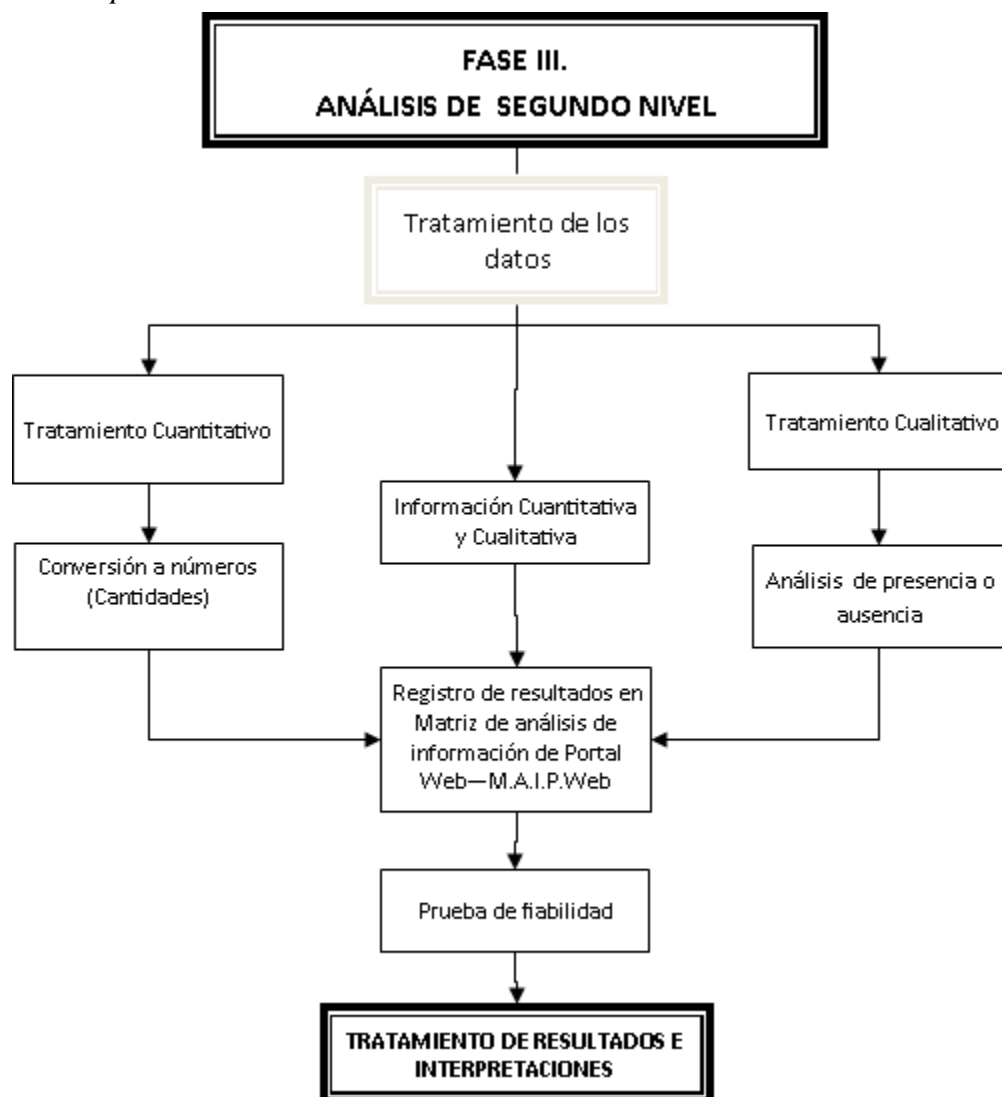 FASE III.
ANÁLISIS DE SEGUNDO NIVEL
Tratamiento de los
datos
Tratamiento Cuantitativo
Tratamiento Cualitativo
Información Cuantitativa
y Cualitativa
Conversión a números
(Cantidades)
Análisis de presencia o
ausencia
Registro de resultados en
Matriz de análisis de
información de Portal
Web—M.A.I.P.Web
Prueba de fiabilidad
TRATAMIENTO DE RESULTADOS E
INTERPRETACIONES